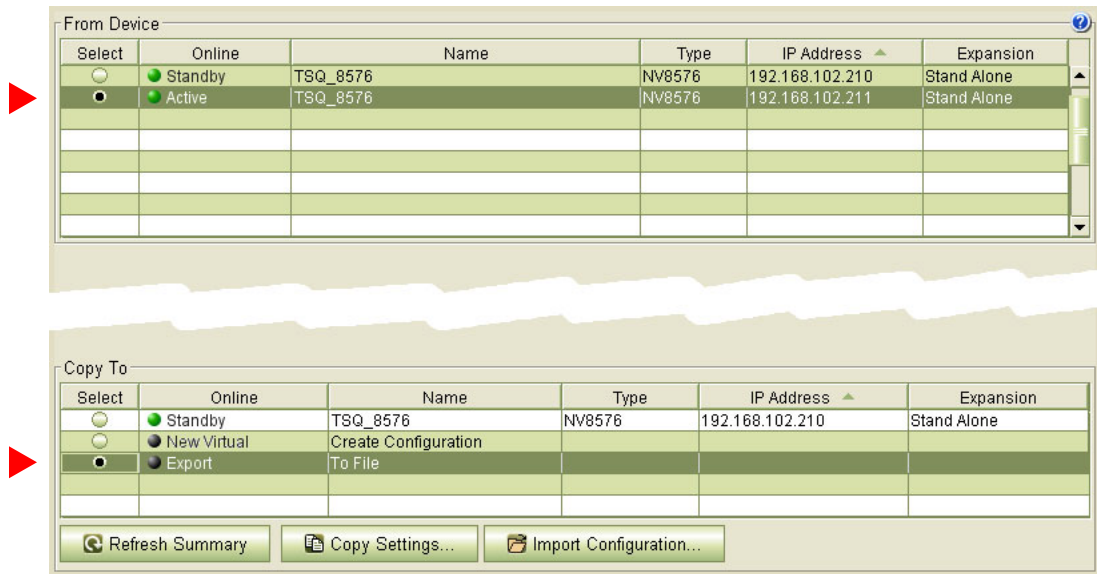 From Device ?
Select Online Name Type IP Address Expansion
Standby TSQ_8576 NV8576 192.168.102.210 Stand Alone
Active TSQ_8576 NV8576 192.168.102.211 Stand Alone
Copy To
Select Online Name Type IP Address Expansion
Standby TSQ_8576 NV8576 192.168.102.210 Stand Alone
New Virtual Create Configuration
Export To File
Refresh Summary Copy Settings... Import Configuration...